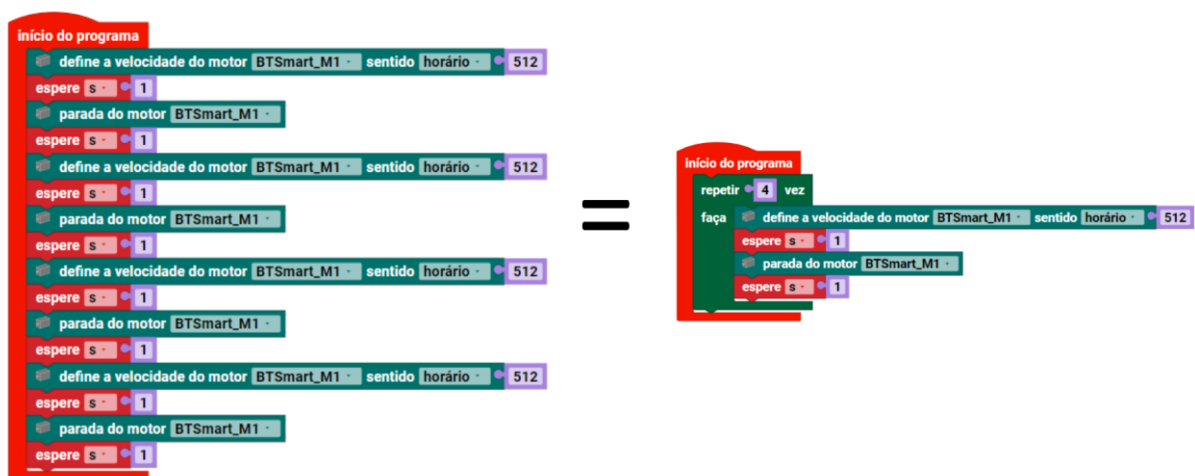 início do programa
define a velocidade do motor BTSmart_M1 sentido horário 512
espere s 1
parada do motor BTSmart_M1
espere s 1
define a velocidade do motor BTSmart_M1 sentido horário 512
espere s 1
parada do motor BTSmart_M1
espere s 1
define a velocidade do motor BTSmart_M1 sentido horário 512
espere s 1
parada do motor BTSmart_M1
espere s 1
define a velocidade do motor BTSmart_M1 sentido horário 512
espere s 1
parada do motor BTSmart_M1
espere s 1
=
início do programa
repetir 4 vez
faça define a velocidade do motor BTSmart_M1 sentido horário 512
espere s 1
parada do motor BTSmart_M1
espere s 1